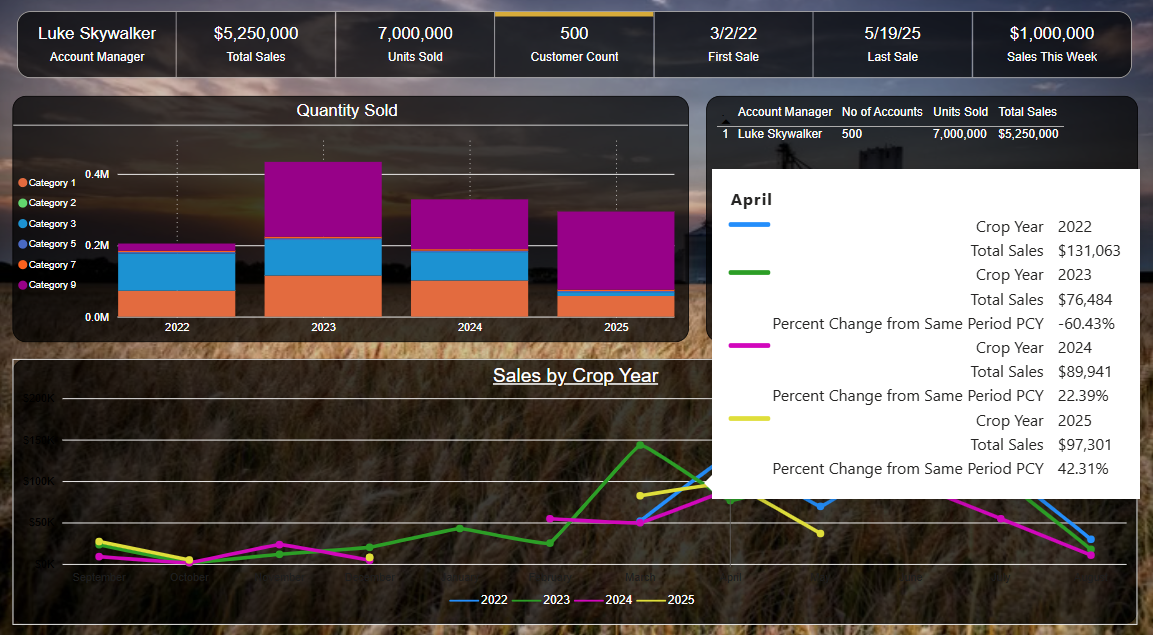 Luke Skywalker
Account Manager
$5,250,000
Total Sales
7,000,000
Units Sold
500
Customer Count
3/2/22
First Sale
5/19/25
Last Sale
$1,000,000
Sales This Week
Quantity Sold
Category 1
Category 2
Category 3
Category 5
Category 7
Category 9
0.4M
0.2M
0.0M
2022
2023
2024
2025
Account Manager No of Accounts Units Sold Total Sales
1 Luke Skywalker 500 7,000,000 $5,250,000
April
Crop Year 2022
Total Sales $131,063
Crop Year 2023
Total Sales $76,484
Percent Change from Same Period PCY -60.43%
Crop Year 2024
Total Sales $89,941
Percent Change from Same Period PCY 22.39%
Crop Year 2025
Total Sales $97,301
Percent Change from Same Period PCY 42.31%
Sales by Crop Year
$200K
$150K
$100K
$50K
$0K
September
October
February
March
April
2022
2023
2024
2025